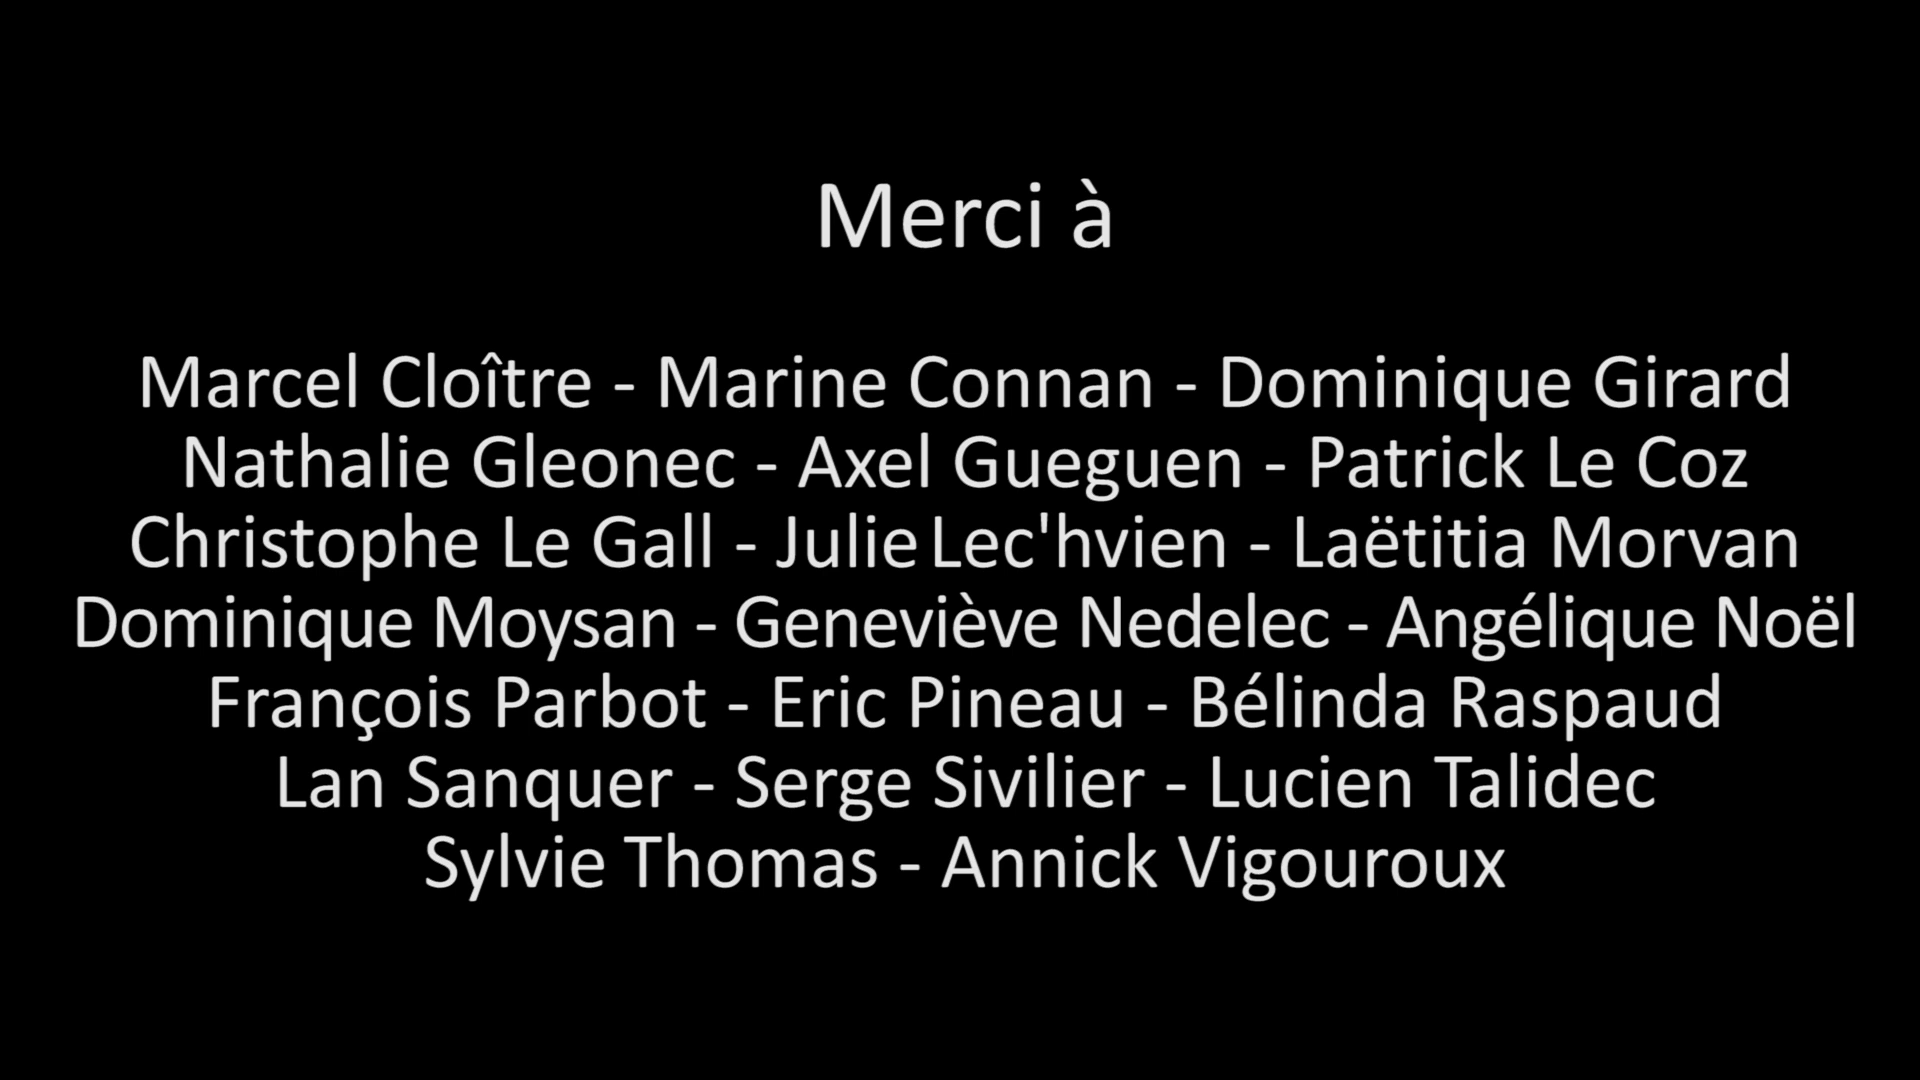 Merci à
Marcel Cloître - Marine Connan - Dominique Girard
Nathalie Gleonec - Axel Gueguen - Patrick Le Coz
Christophe Le Gall - Julie Lec'hvien - Laëtitia Morvan
Dominique Moysan - Geneviève Nedelec - Angélique Noël
François Parbot - Eric Pineau - Bélinda Raspaud
Lan Sanquer - Serge Sivilier - Lucien Talidec
Sylvie Thomas - Annick Vigouroux